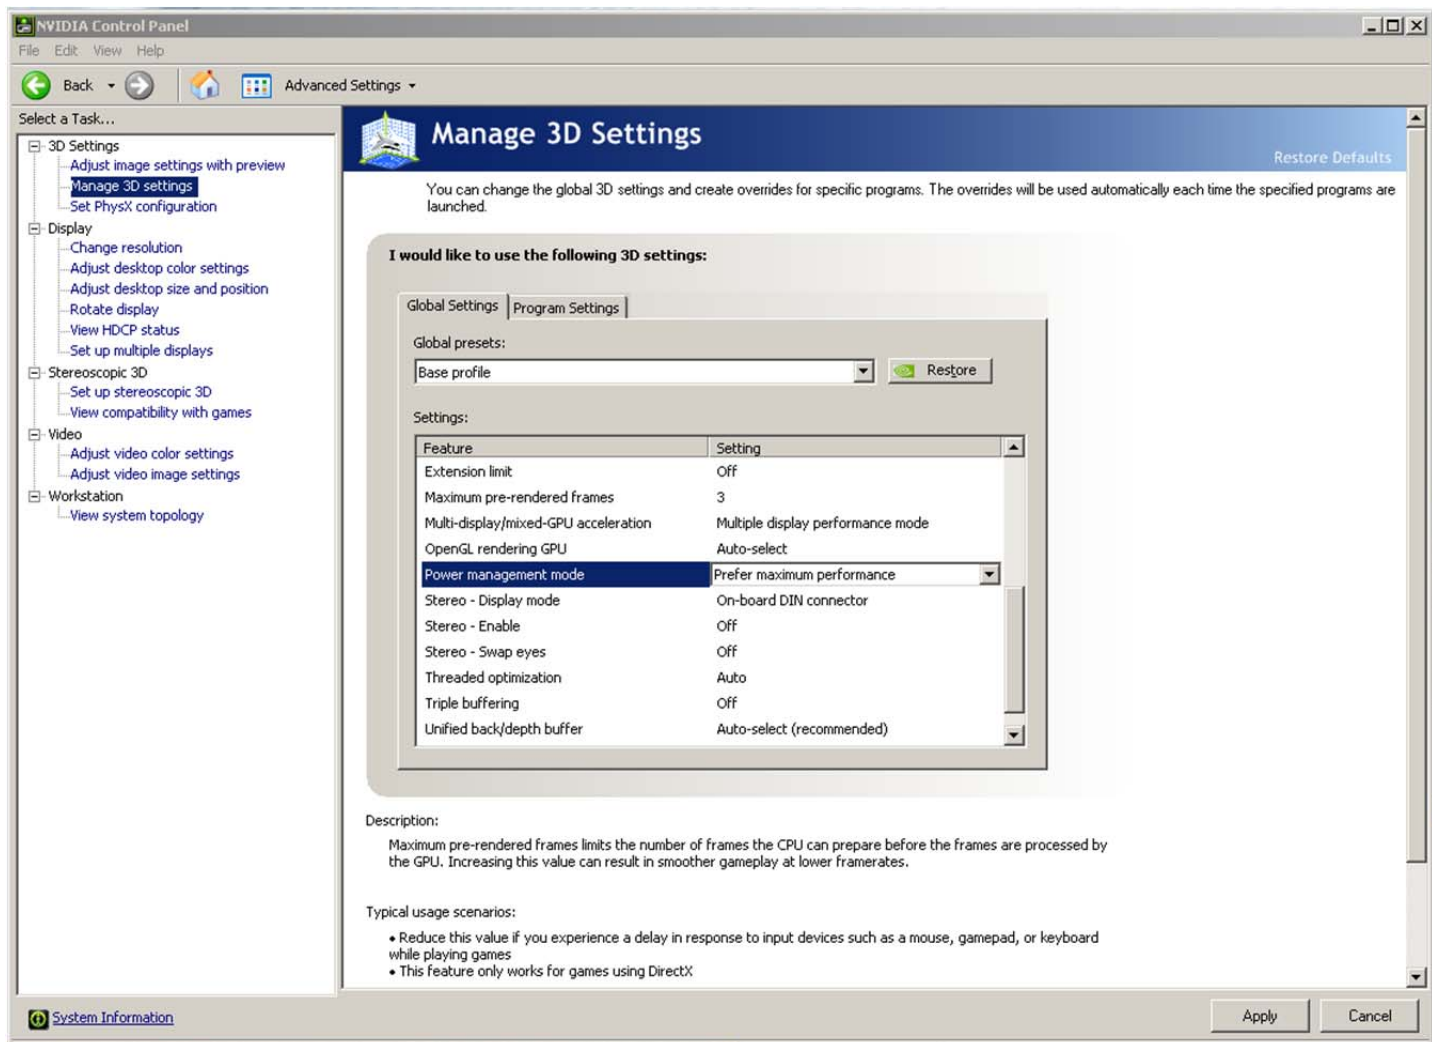 NVIDIA Control Panel
File Edit View Help
Back
Advanced Settings
Select a Task...
3D Settings
Adjust image settings with preview
Manage 3D settings
Set PhysX configuration
Display
Change resolution
Adjust desktop color settings
Adjust desktop size and position
Rotate display
View HDCP status
Set up multiple displays
Stereoscopic 3D
Set up stereoscopic 3D
View compatibility with games
Video
Adjust video color settings
Adjust video image settings
Workstation
View system topology
Manage 3D Settings
Restore Defaults
You can change the global 3D settings and create overrides for specific programs. The overrides will be used automatically each time the specified programs are
launched.
I would like to use the following 3D settings:
Global Settings Program Settings
Global presets:
Base profile Restore
Settings:
Feature Setting
Extension limit Off
Maximum pre-rendered frames 3
Multi-display/mixed-GPU acceleration Multiple display performance mode
OpenGL rendering GPU Auto-select
Power management mode Prefer maximum performance
Stereo - Display mode On-board DIN connector
Stereo - Enable Off
Stereo - Swap eyes Off
Threaded optimization Auto
Triple buffering Off
Unified back/depth buffer Auto-select (recommended)
Description:
Maximum pre-rendered frames limits the number of frames the CPU can prepare before the frames are processed by
the GPU. Increasing this value can result in smoother gameplay at lower framerates.
Typical usage scenarios:
• Reduce this value if you experience a delay in response to input devices such as a mouse, gamepad, or keyboard
while playing games
• This feature only works for games using DirectX
System Information
Apply Cancel